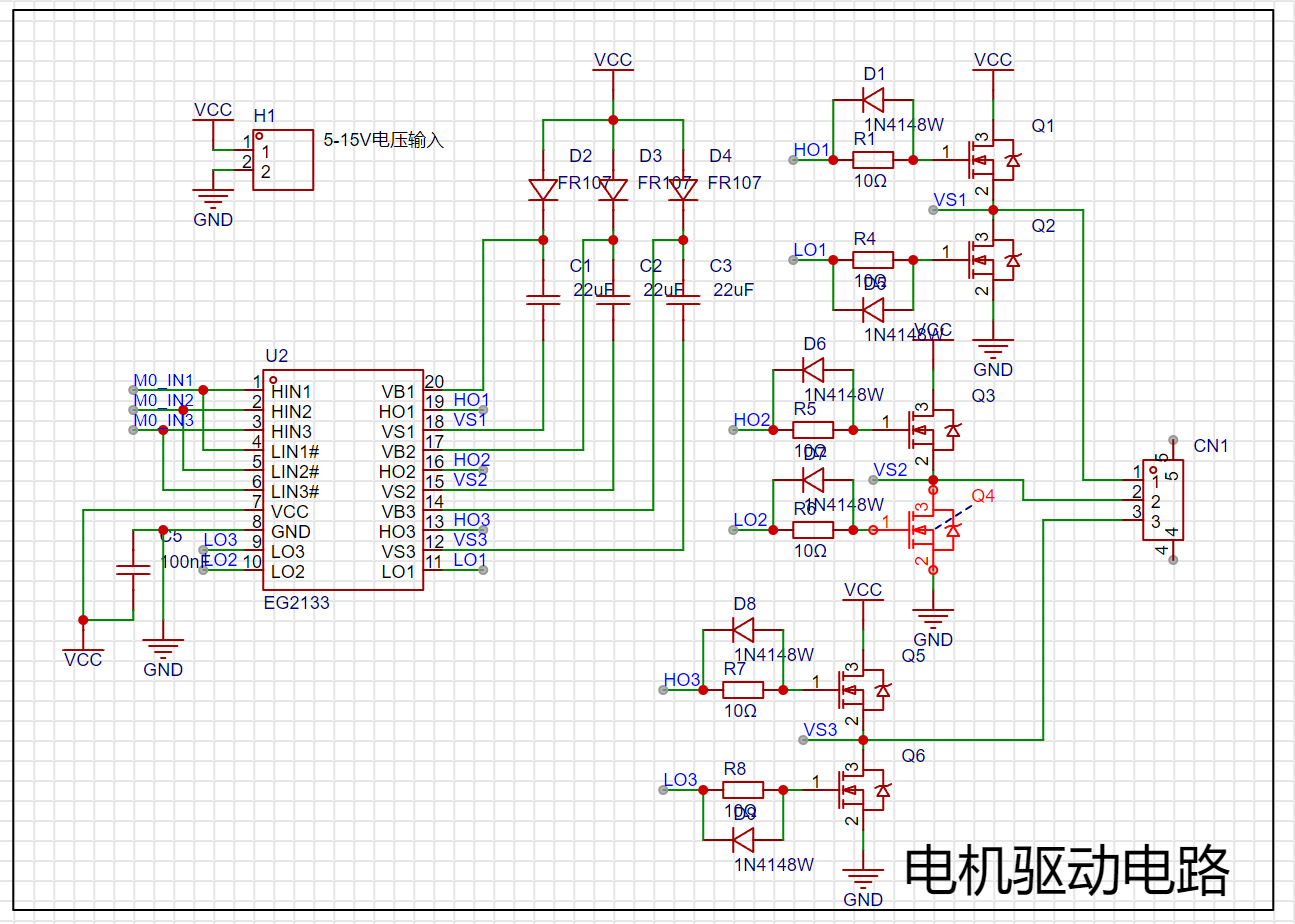 VCC
H1
1
2
1
2
5-15V电压输入
GND
VCC
D2
FR107
D3
FR107
D4
FR107
C1
22uF
C2
22uF
C3
22uF
U2
M0_IN1
M0_IN2
M0_IN3
1 HIN1
2 HIN2
3 HIN3
4 LIN1#
5 LIN2#
6 LIN3#
7 VCC
8 GND
9 LO3
10 LO2
VB1 20
HO1 19 HO1
VS1 18 VS1
VB2 17
HO2 16 HO2
VS2 15 VS2
VB3 14
HO3 13 HO3
VS3 12 VS3
LO1 11 LO1
EG2133
C5
100nF
LO3
LO2
VCC
GND
VCC
D1
1N4148W
R1
10Ω
HO1
1
3
2
Q1
VS1
LO1
R4
10Ω
D5
1N4148W
1
3
2
Q2
GND
VCC
D6
1N4148W
R5
10Ω
HO2
1
3
2
Q3
VS2
D7
1N4148W
R6
10Ω
LO2
1
3
2
Q4
GND
CN1
1
2
3
1
2
3
5
5
4
4
VCC
D8
1N4148W
R7
10Ω
HO3
1
3
2
Q5
VS3
LO3
R8
10Ω
D9
1N4148W
1
3
2
Q6
GND
电机驱动电路